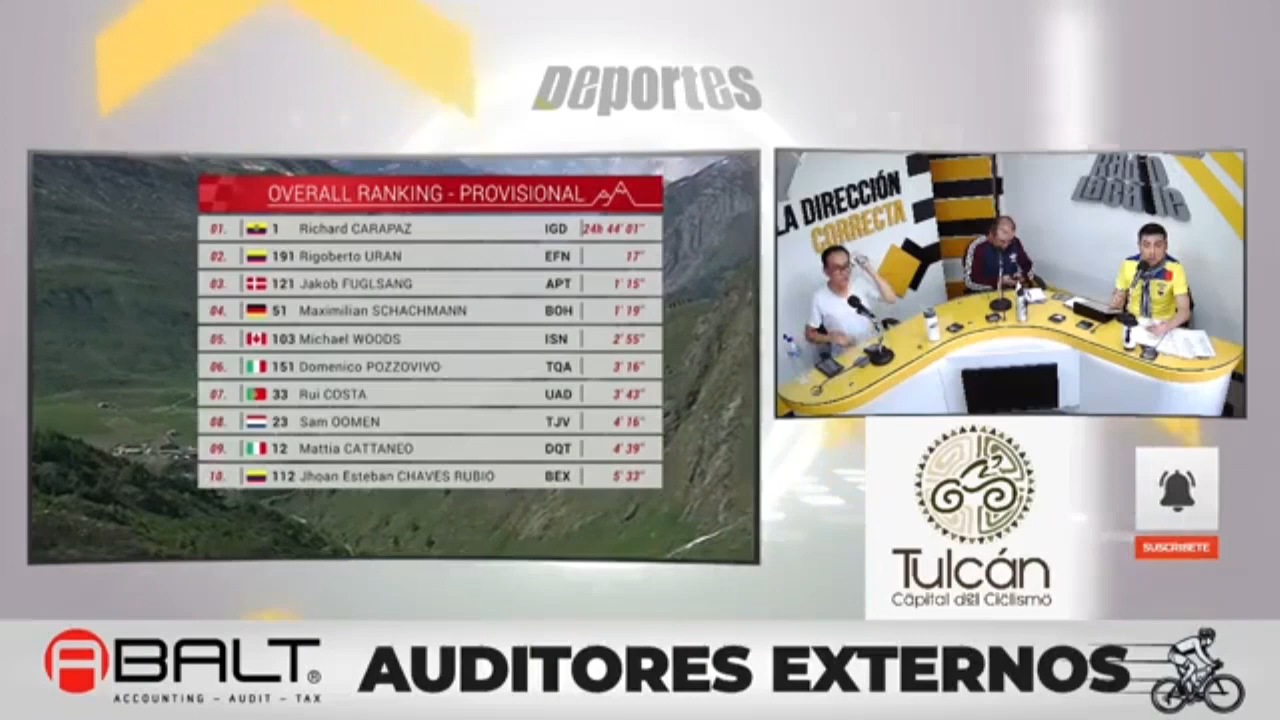 Deportes
OVERALL RANKING - PROVISIONAL
01. 1 Richard CARAPAZ IGD 24h 44' 01"
02. 191 Rigoberto URAN EFN 17"
03. 121 Jakob FUGLSANG APT 1' 15"
04. 51 Maximilian SCHACHMANN BOH 1' 19"
05. 103 Michael WOODS ISN 2' 55"
06. 151 Domenico POZZOVIVO TQA 3' 16"
07. 33 Rui COSTA UAD 3' 43"
08. 23 Sam OOMEN TJV 4' 16"
09. 12 Mattia CATTANEO DQT 4' 39"
10. 112 Jhoan Esteban CHAVES RUBIO BEX 5' 33"
LA DIRECCIÓN
CORRECTA
Tulcán
Capital del Ciclismo
SUSCRIBETE
ABALT®
ACCOUNTING - AUDIT - TAX
AUDITORES EXTERNOS